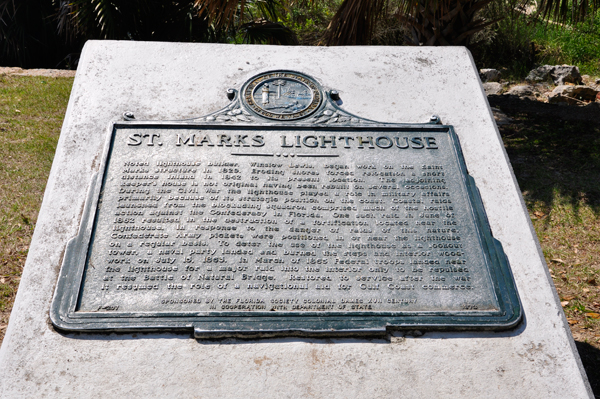 ST. MARKS LIGHTHOUSE
Noted lighthouse builder, Winslow Lewis, began work on the Saint
Marks structure in 1829. Eroding shores forced relocation a short
distance inland in 1842 to its present location. The adjoining
keeper's house is not original having been rebuilt on several occasions.
During the Civil War the lighthouse played a role in military affairs
primarily because of its strategic position on the coast. Coastal raids
launched from the blockading squadron comprised much of the hostile
action against the Confederacy in Florida. One such raid in June of
1862 resulted in the destruction of a fortification located near the
lighthouse. In response to the danger of raids of this nature,
Confederate Army pickets were positioned in or near the lighthouse
on a regular basis. To deter the use of the lighthouse as a lookout
tower, a naval party landed and burned the steps and interior wood-
work on July 15, 1863. In March, of 1865 Federal troops landed near
the lighthouse for a major raid into the interior only to be repulsed
at the Battle of Natural Bridge. Restored to use after the war
it resumed the role of a navigational aid for Gulf Coast commerce.
SPONSORED BY THE FLORIDA SOCIETY COLONIAL DAMES XVII CENTURY
IN COOPERATION WITH DEPARTMENT OF STATE